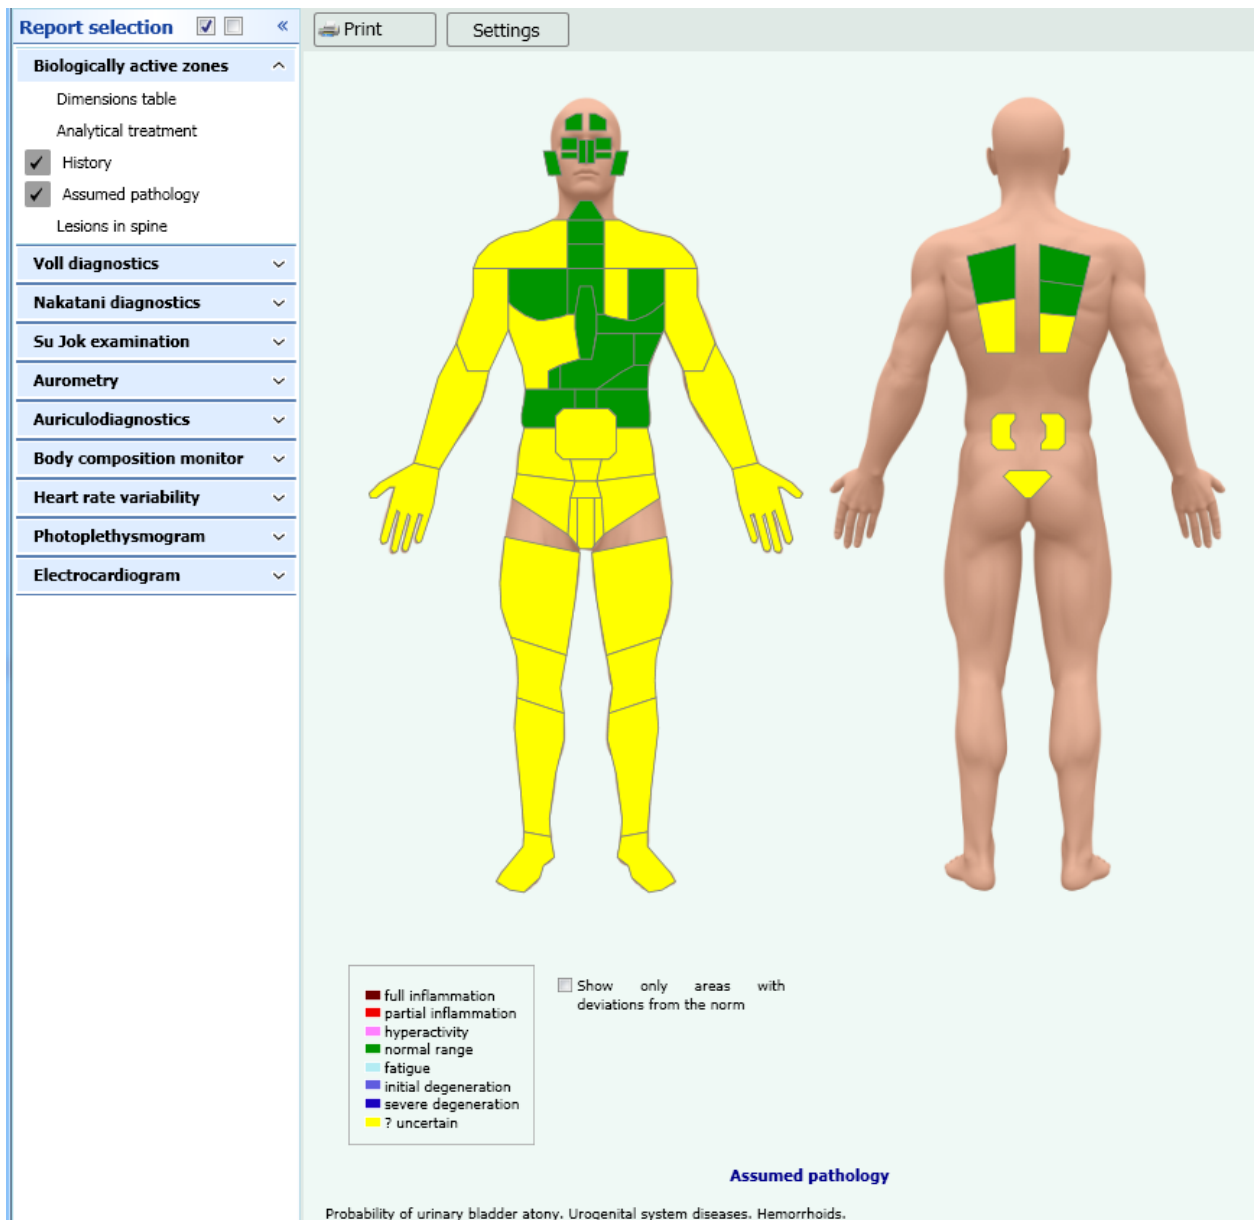 Report selection
Print
Settings
Biologically active zones
Dimensions table
Analytical treatment
History
Assumed pathology
Lesions in spine
Voll diagnostics
Nakatani diagnostics
Su Jok examination
Aurometry
Auriculodiagnostics
Body composition monitor
Heart rate variability
Photoplethysmogram
Electrocardiogram
full inflammation
partial inflammation
hyperactivity
normal range
fatigue
initial degeneration
severe degeneration
? uncertain
Show only areas with
deviations from the norm
Assumed pathology
Probability of urinary bladder atony. Urogenital system diseases. Hemorrhoids.